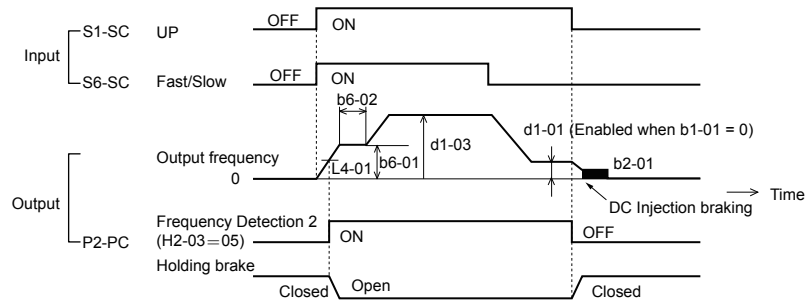 Input
S1-SC UP OFF ON
S6-SC Fast/Slow OFF ON
b6-02
d1-01 (Enabled when b1-01 = 0)
d1-03
b2-01
Output frequency
L4-01
b6-01
0
Time
DC Injection braking
Output
Frequency Detection 2
(H2-03=05)
P2-PC
ON
OFF
Holding brake
Closed
Open
Closed